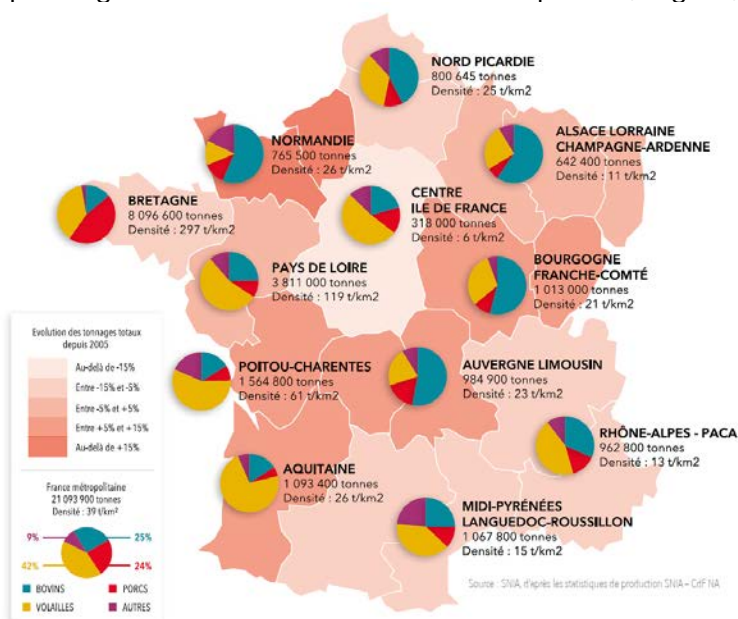 NORD PICARDIE
800 645 tonnes
Densité : 25 t/km2
NORMANDIE
765 500 tonnes
Densité : 26 t/km2
ALSACE LORRAINE
CHAMPAGNE-ARDENNE
642 400 tonnes
Densité : 11 t/km2
BRETAGNE
8 096 600 tonnes
Densité : 297 t/km2
CENTRE
ILE DE FRANCE
318 000 tonnes
Densité : 6 t/km2
PAYS DE LOIRE
3 811 000 tonnes
Densité : 119 t/km2
BOURGOGNE
FRANCHE-COMTÉ
1 013 000 tonnes
Densité : 21 t/km2
POITOU-CHARENTES
1 564 800 tonnes
Densité : 61 t/km2
AUVERGNE LIMOUSIN
984 900 tonnes
Densité : 23 t/km2
RHÔNE-ALPES - PACA
962 800 tonnes
Densité : 13 t/km2
AQUITAINE
1 093 400 tonnes
Densité : 26 t/km2
MIDI-PYRÉNÉES
LANGUEDOC-ROUSSILLON
1 067 800 tonnes
Densité : 15 t/km2
Evolution des tonnages totaux
depuis 2005
Au-delà de -15%
Entre -15% et -5%
Entre -5% et +5%
Entre +5% et +15%
Au-delà de +15%
France métropolitaine
21 093 900 tonnes
Densité : 39 t/km²
9%
25%
42%
24%
BOVINS
PORCS
VOLAILLES
AUTRES
Source : SNIA, d'après les statistiques de production SNIA – CdF NA